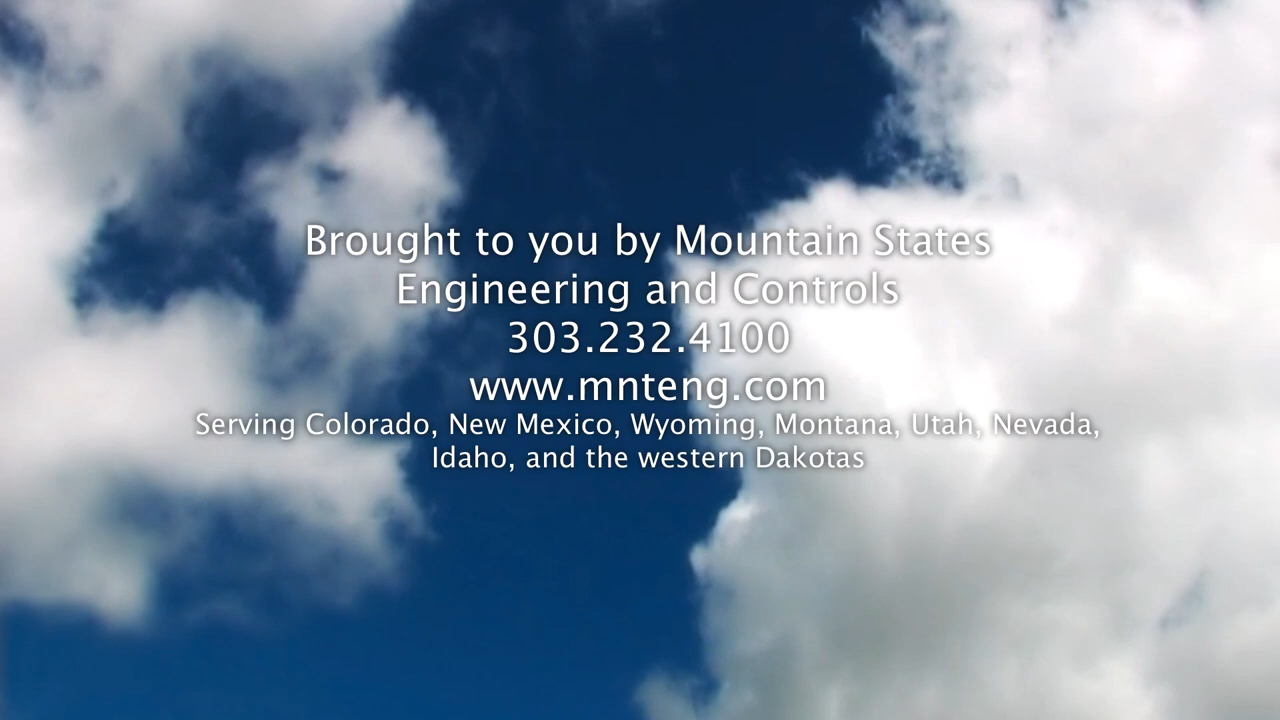 Brought to you by Mountain States
Engineering and Controls
303.232.4100
www.mnteng.com
Serving Colorado, New Mexico, Wyoming, Montana, Utah, Nevada,
Idaho, and the western Dakotas